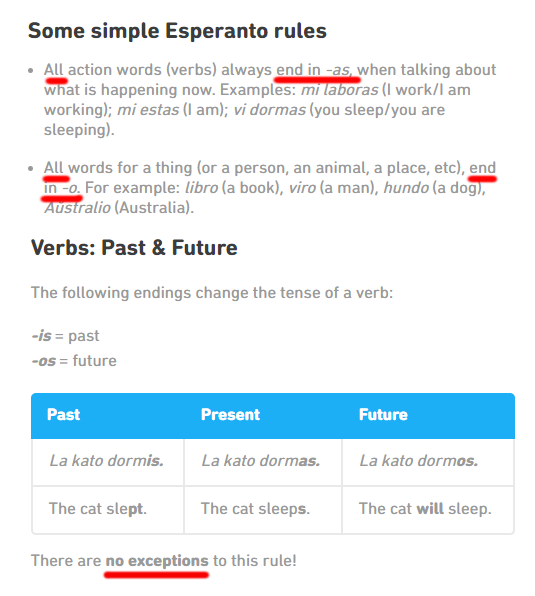 Some simple Esperanto rules
• All action words (verbs) always end in -as, when talking about
what is happening now. Examples: mi laboras (I work/I am
working); mi estas (I am); vi dormas (you sleep/you are
sleeping).
• All words for a thing (or a person, an animal, a place, etc), end
in -o. For example: libro (a book), viro (a man), hundo (a dog),
Australio (Australia).
Verbs: Past & Future
The following endings change the tense of a verb:
-is = past
-os = future
Past Present Future
La kato dormis. La kato dormas. La kato dormos.
The cat slept. The cat sleeps. The cat will sleep.
There are no exceptions to this rule!